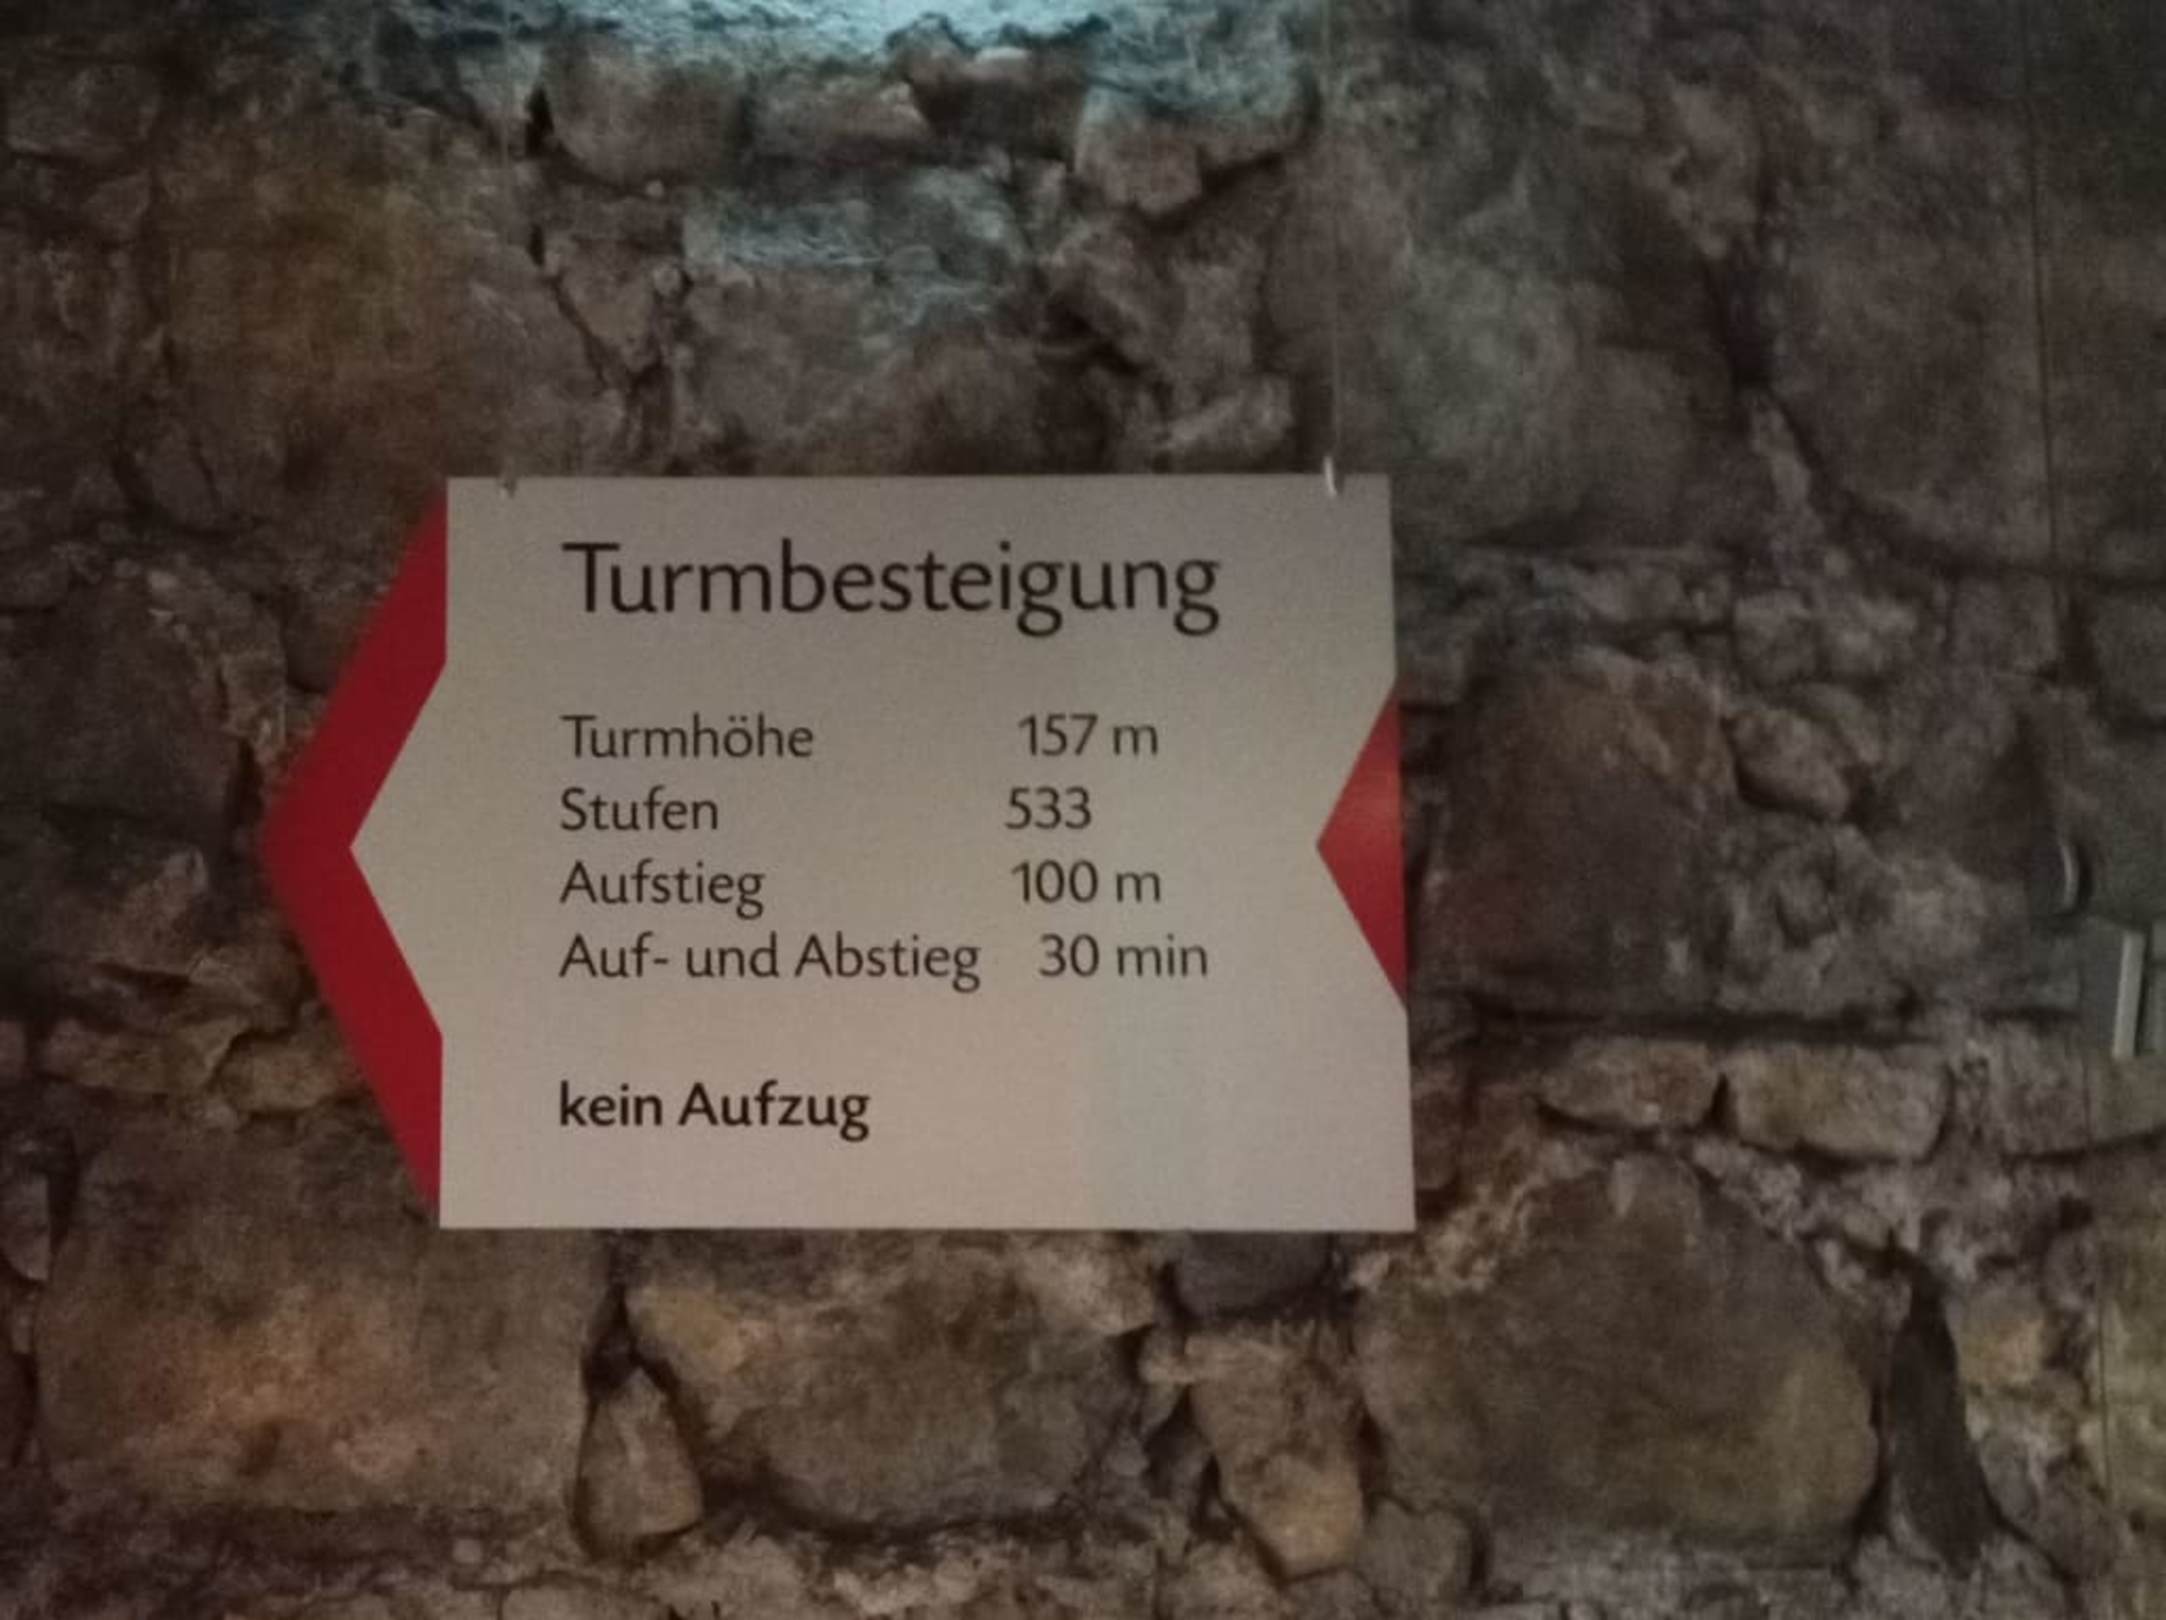 Turmbesteigung
Turmhöhe 157 m
Stufen 533
Aufstieg 100 m
Auf- und Abstieg 30 min
kein Aufzug